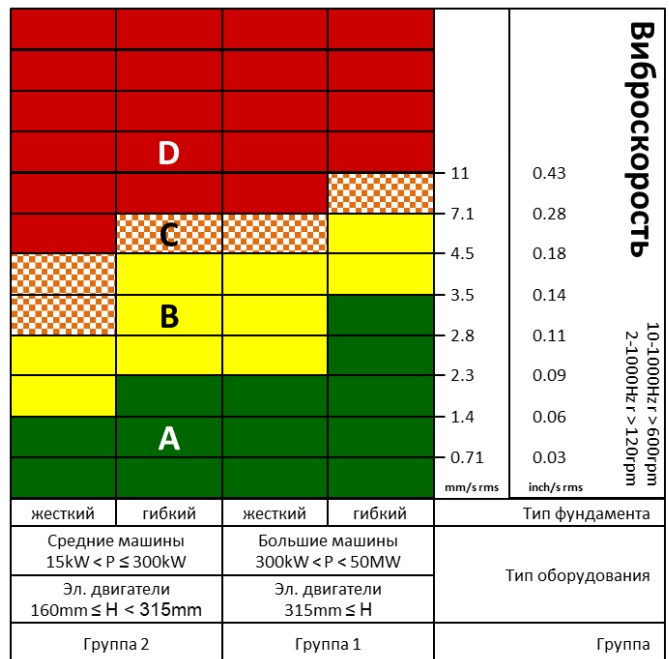 Виброскорость
10-1000Hz r > 600rpm
2-1000Hz r > 120rpm
D
C
B
A
11 0.43
7.1 0.28
4.5 0.18
3.5 0.14
2.8 0.11
2.3 0.09
1.4 0.06
0.71 0.03
mm/s rms inch/s rms
жесткий гибкий жесткий гибкий Тип фундамента
Средние машины
15kW < P ≤ 300kW
Большие машины
300kW < P < 50MW
Тип оборудования
Эл. двигатели
160mm ≤ H < 315mm
Эл. двигатели
315mm ≤ H
Группа 2 Группа 1 Группа